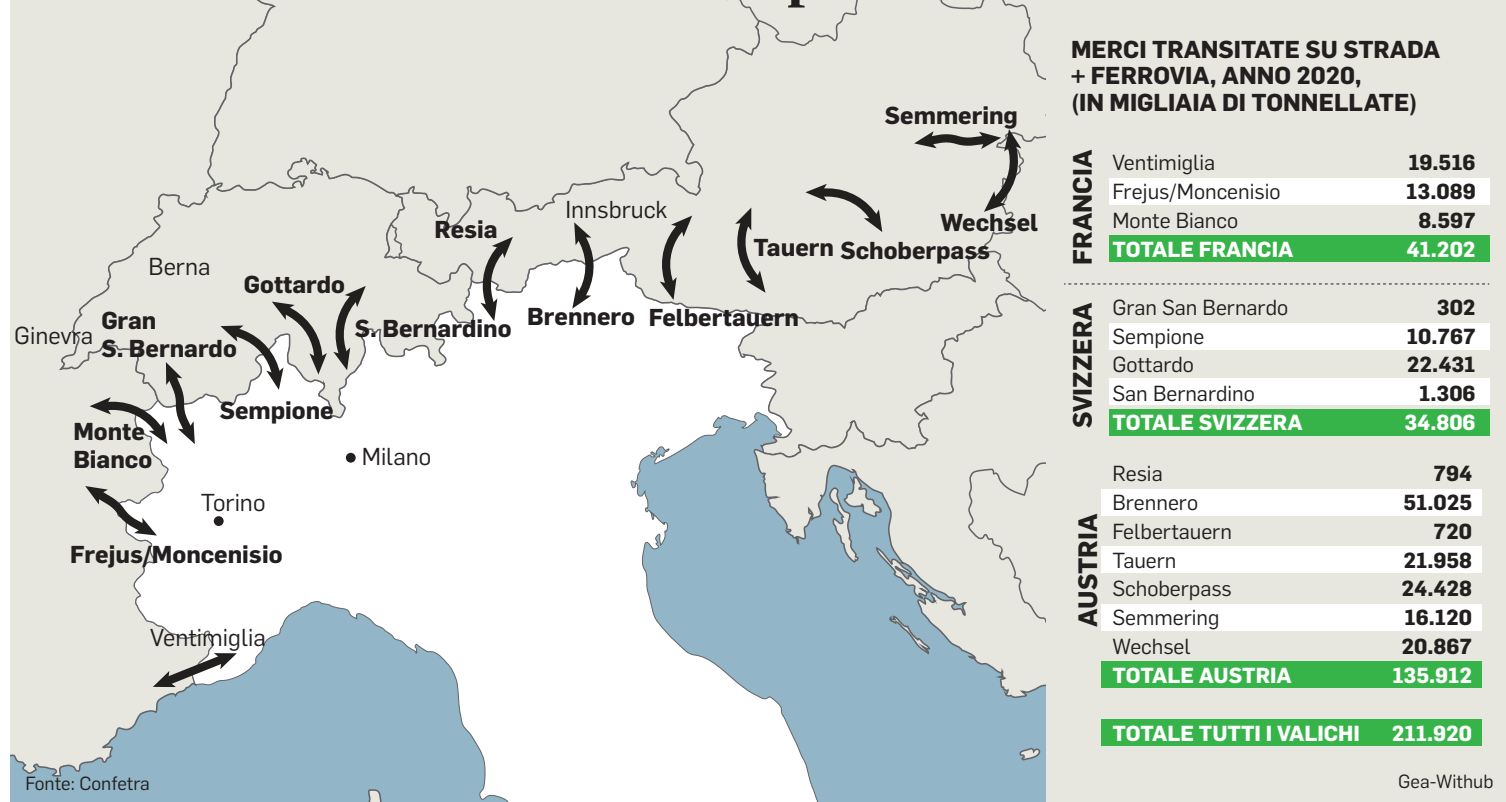 Semmering
Wechsel
Innsbruck
Resia
Tauern
Schoberpass
Berna
Gottardo
Brennero
Felbertauern
S. Bernardino
Ginevra
Gran
S. Bernardo
Sempione
Monte
Bianco
Milano
Torino
Frejus/Moncenisio
Ventimiglia
Fonte: Confetra
MERCI TRANSITATE SU STRADA
+ FERROVIA, ANNO 2020,
(IN MIGLIAIA DI TONNELLATE)
FRANCIA
Ventimiglia 19.516
Frejus/Moncenisio 13.089
Monte Bianco 8.597
TOTALE FRANCIA 41.202
SVIZZERA
Gran San Bernardo 302
Sempione 10.767
Gottardo 22.431
San Bernardino 1.306
TOTALE SVIZZERA 34.806
AUSTRIA
Resia 794
Brennero 51.025
Felbertauern 720
Tauern 21.958
Schoberpass 24.428
Semmering 16.120
Wechsel 20.867
TOTALE AUSTRIA 135.912
TOTALE TUTTI I VALICHI 211.920
Gea-Withub